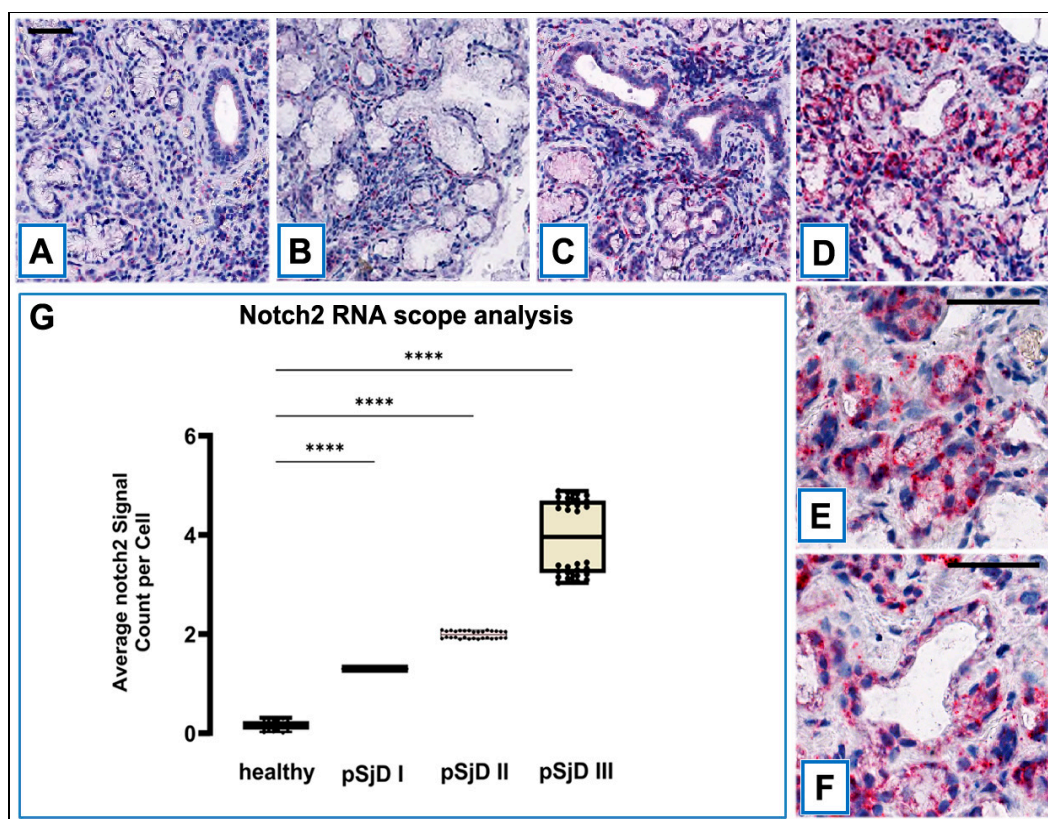 A
B
C
D
G
Notch2 RNA scope analysis
****
****
****
Average notch2 Signal
Count per Cell
6
4
2
0
healthy
pSjD I
pSjD II
pSjD III
E
F